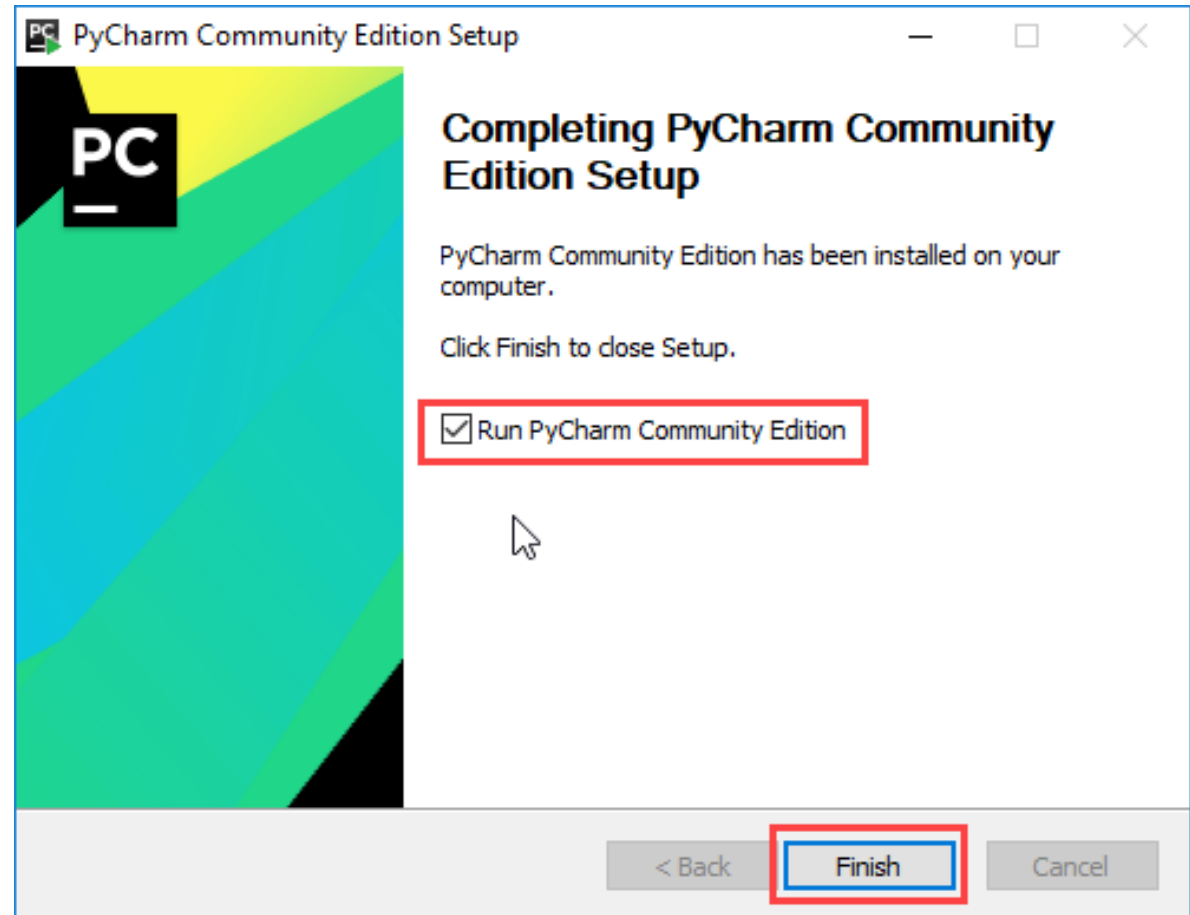 PyCharm Community Edition Setup
PC
Completing PyCharm Community
Edition Setup
PyCharm Community Edition has been installed on your
computer.
Click Finish to close Setup.
Run PyCharm Community Edition
< Back
Finish
Cancel